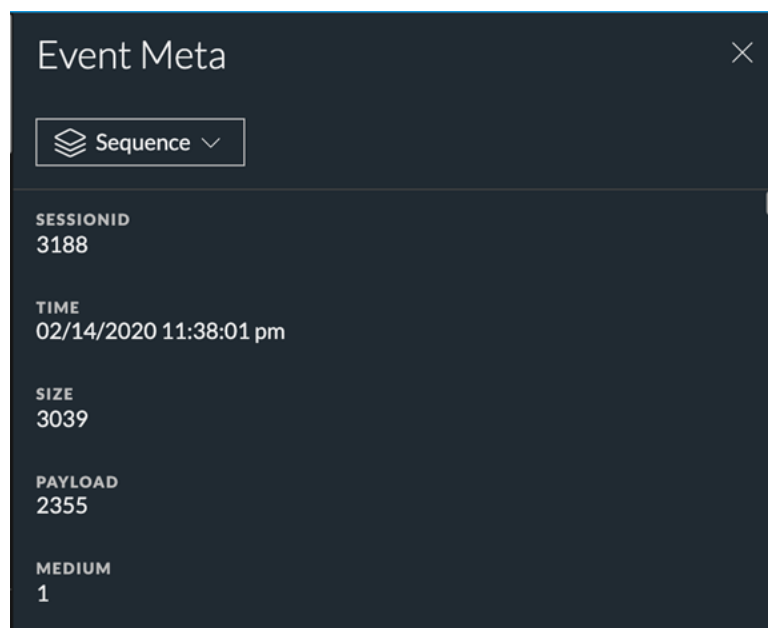 Event Meta
Sequence
SESSIONID
3188
TIME
02/14/2020 11:38:01 pm
SIZE
3039
PAYLOAD
2355
MEDIUM
1